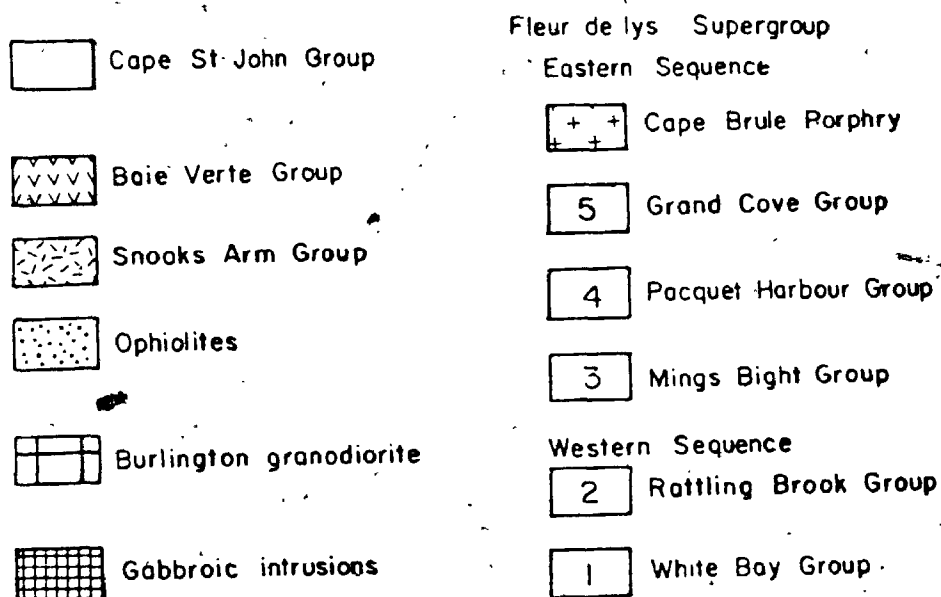 Cape St. John Group
Baie Verte Group
Snooks Arm Group
Ophiolites
Burlington granodiorite
Gabbroic intrusions
Fleur de lys Supergroup
Eastern Sequence
Cape Brule Porphry
5 Grand Cove Group
4 Pacquet Harbour Group
3 Mings Bight Group
Western Sequence
2 Rattling Brook Group
1 White Bay Group